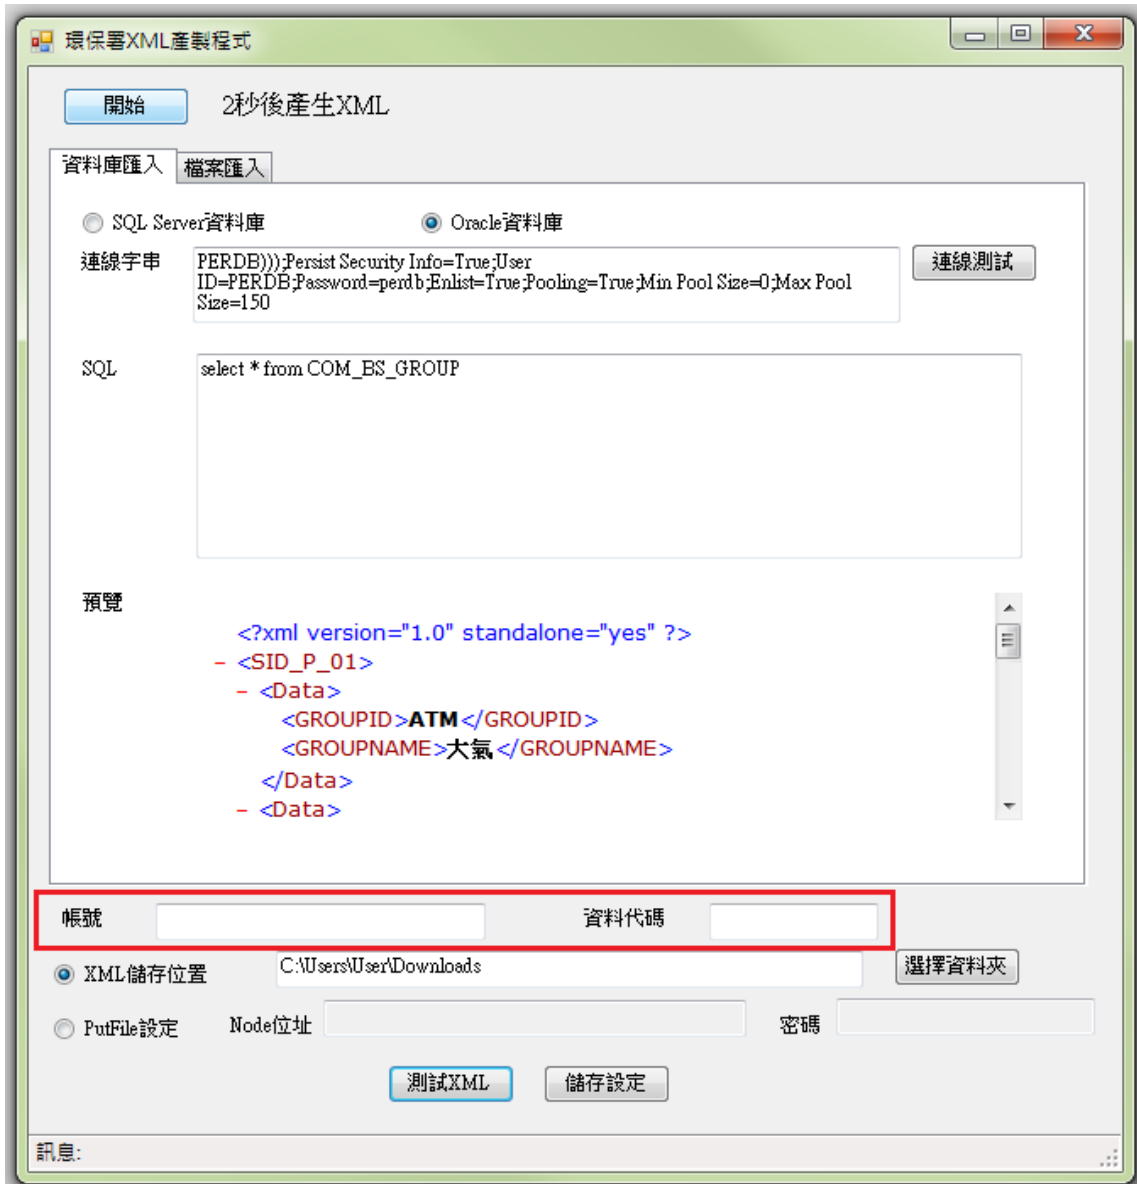 環保署XML產製程式
開始 2秒後產生XML
資料庫匯入 檔案匯入
SQL Server資料庫 Oracle資料庫
連線字串 PERDB)));Persist Security Info=True;User 連線測試
ID=PERDB;Password=perdb;Enlist=True;Pooling=True;Min Pool Size=0;Max Pool
Size=150
SQL select * from COM_BS_GROUP
預覽
<?xml version="1.0" standalone="yes" ?>
- <SID_P_01>
- <Data>
<GROUPID>ATM</GROUPID>
<GROUPNAME>大氣</GROUPNAME>
</Data>
- <Data>
帳號 資料代碼
XML儲存位置 C:\Users\User\Downloads 選擇資料夾
PutFile設定 Node位址 密碼
測試XML 儲存設定
訊息: